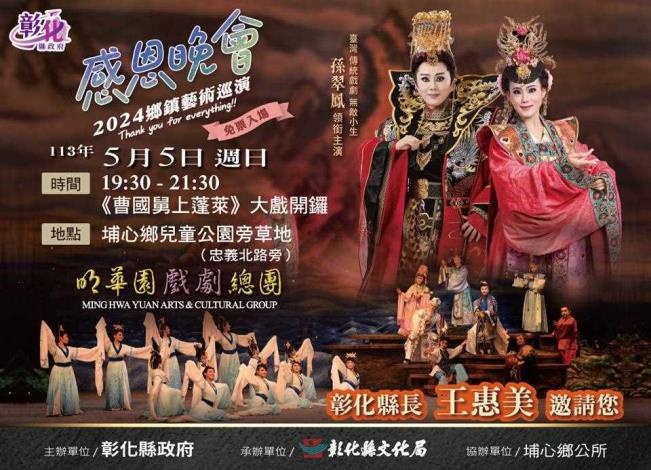 彰化
縣政府
感恩晚會
2024鄉鎮藝術巡演
Thank you for everything!!
免票入場
臺灣傳統戲劇 無敵小生
孫翠鳳 領銜主演
113年 5月5日 週日
時間 19:30 - 21:30
《曹國舅上蓬萊》大戲開鑼
地點 埔心鄉兒童公園旁草地
（忠義北路旁）
明華園戲劇總團
MING HWA YUAN ARTS & CULTURAL GROUP
彰化縣長 王惠美 邀請您
主辦單位/彰化縣政府 承辦單位/彰化縣文化局 協辦單位/埔心鄉公所